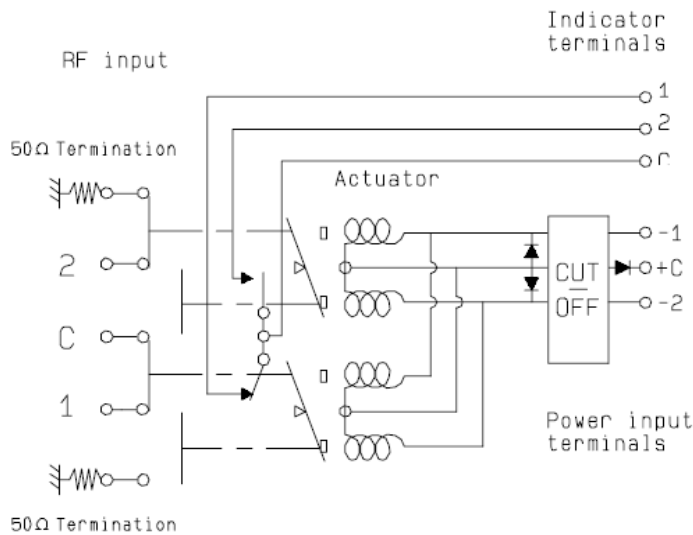 Indicator
terminals
RF input
1
2
50Ω Termination
Actuator
-1
2
CUT
OFF
+C
-2
C
1
Power input
terminals
50Ω Termination